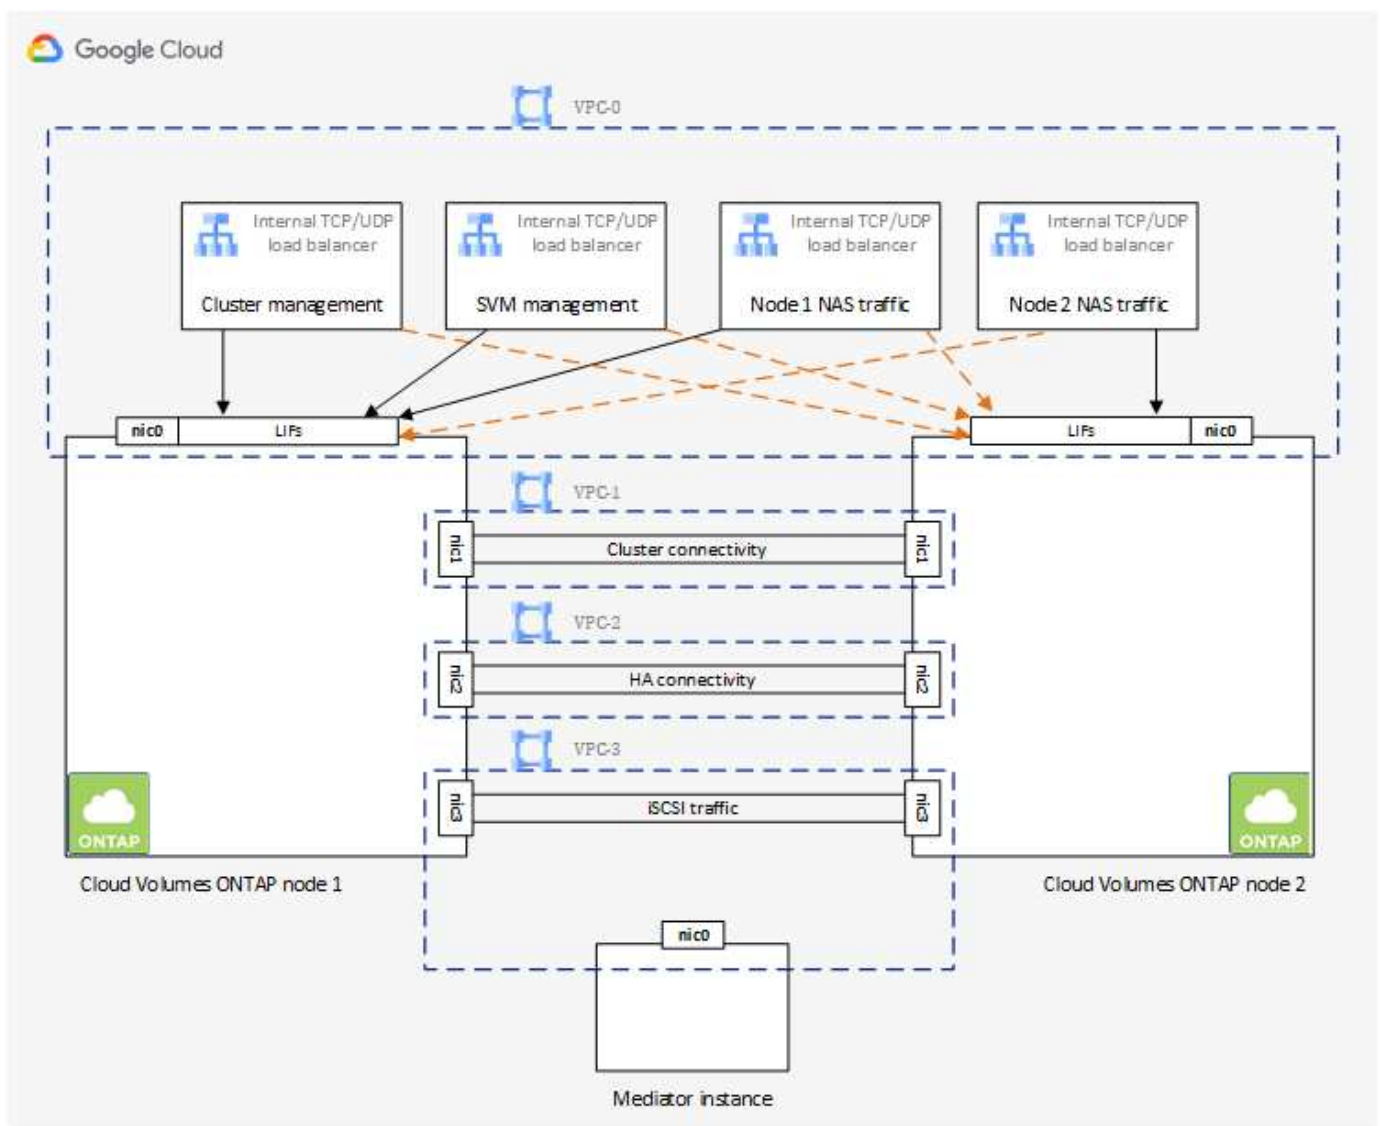 Google Cloud
VPC-0
Internal TCP/UDP
load balancer
Cluster management
Internal TCP/UDP
load balancer
SVM management
Internal TCP/UDP
load balancer
Node 1 NAS traffic
Internal TCP/UDP
load balancer
Node 2 NAS traffic
nic0
LIFs
LIFs
nic0
VPC-1
nic1
Cluster connectivity
nic1
VPC-2
nic2
HA connectivity
nic2
VPC-3
nic3
iSCSI traffic
nic3
ONTAP
ONTAP
Cloud Volumes ONTAP node 1
Cloud Volumes ONTAP node 2
nic0
Mediator instance